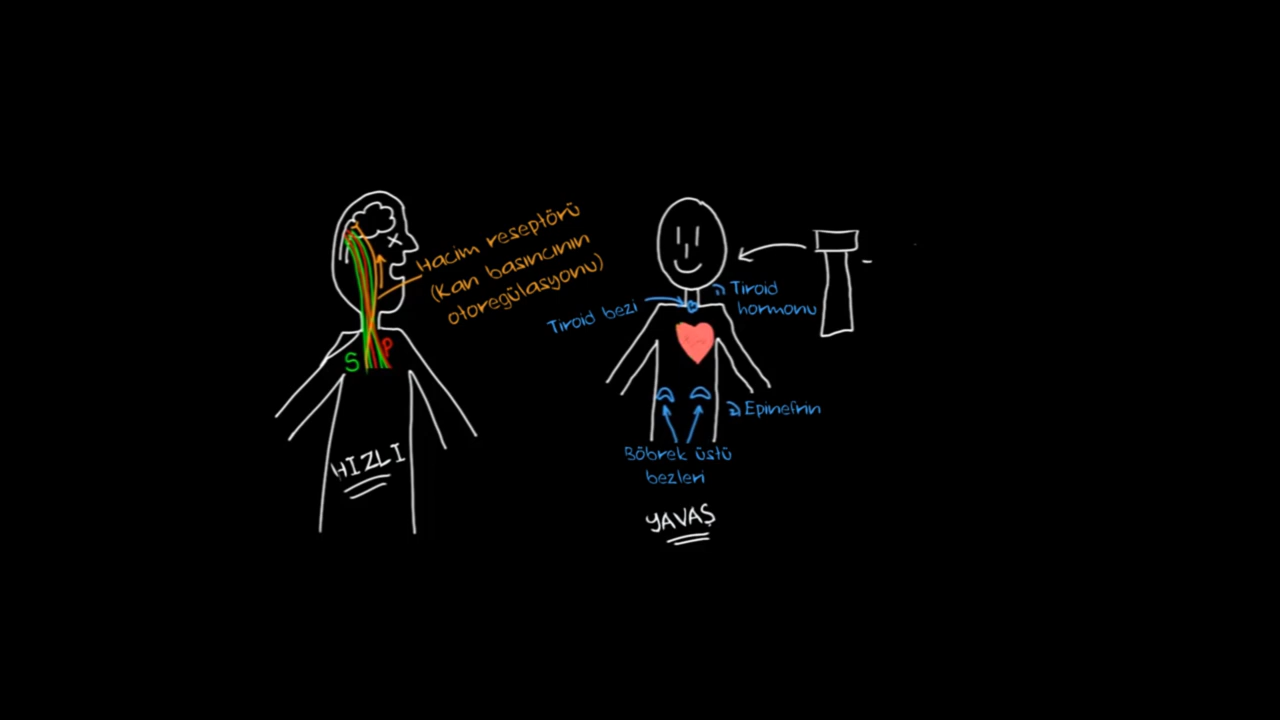 Hacim reseptörü
(Kan basıncının
otoregülasyonu)
S
P
HIZLI
Tiroid bezi
Tiroid
hormonu
Epinefrin
Böbrek üstü
bezleri
YAVAŞ